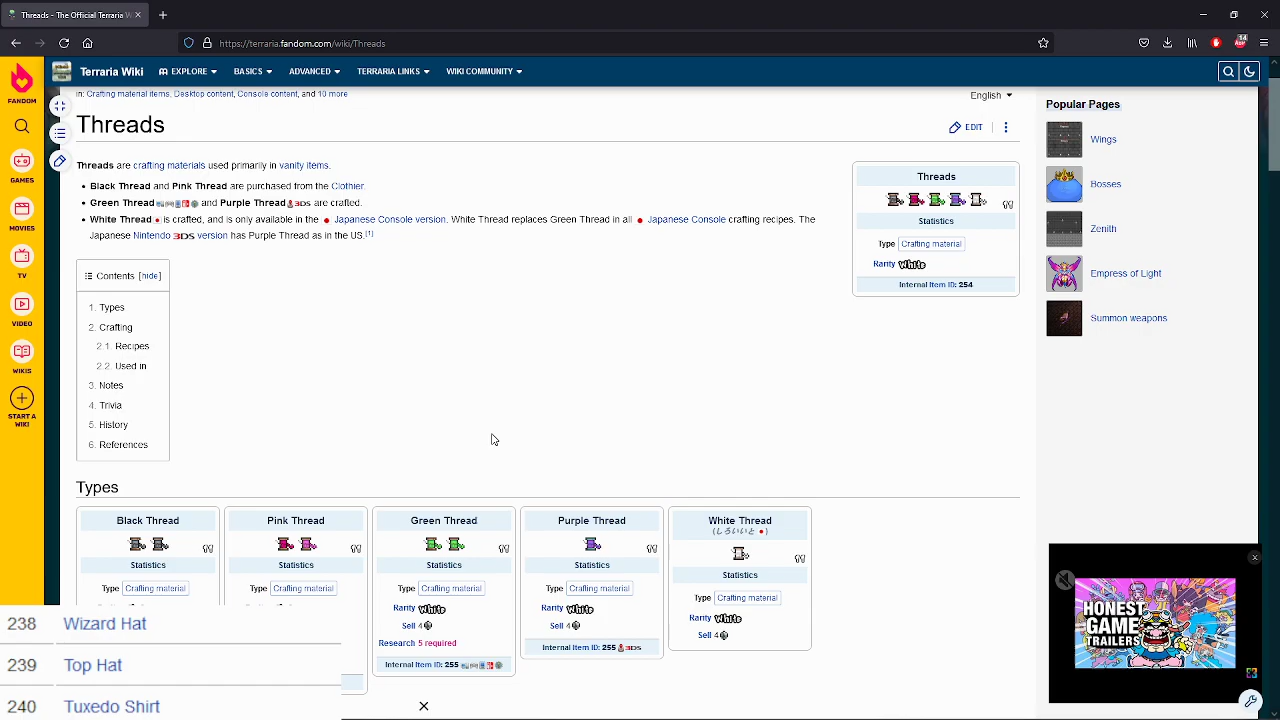 Threads – The Official Terraria W
https://terraria.fandom.com/wiki/Threads
14
FANDOM
GAMES
MOVIES
TV
VIDEO
WIKIS
START A
WIKI
Terraria Wiki
EXPLORE
BASICS
ADVANCED
TERRARIA LINKS
WIKI COMMUNITY
in: Crafting material items, Desktop content, Console content, and 10 more
English
Threads
EDIT
Threads are crafting materials used primarily in vanity items.
• Black Thread and Pink Thread are purchased from the Clothier.
• Green Thread and Purple Thread 3DS are crafted.
• White Thread is crafted, and is only available in the Japanese Console version. White Thread replaces Green Thread in all Japanese Console crafting recipes. The
Japanese Nintendo 3DS version has Purple Thread as in the
Contents [hide]
1. Types
2. Crafting
2.1. Recipes
2.2. Used in
3. Notes
4. Trivia
5. History
6. References
Threads
Statistics
Type Crafting material
Rarity White
Internal Item ID: 254
Popular Pages
Wings
Bosses
Zenith
Empress of Light
Summon weapons
Types
Black Thread
Statistics
Type Crafting material
Pink Thread
Statistics
Type Crafting material
Green Thread
Statistics
Type Crafting material
Rarity White
Sell 4
Research 5 required
Internal Item ID: 255
Purple Thread
Statistics
Type Crafting material
Rarity White
Sell 4
Internal Item ID: 255 3DS
White Thread
(しろいいと)
Statistics
Type Crafting material
Rarity White
Sell 4
238 Wizard Hat
239 Top Hat
240 Tuxedo Shirt
HONEST
GAME
TRAILERS